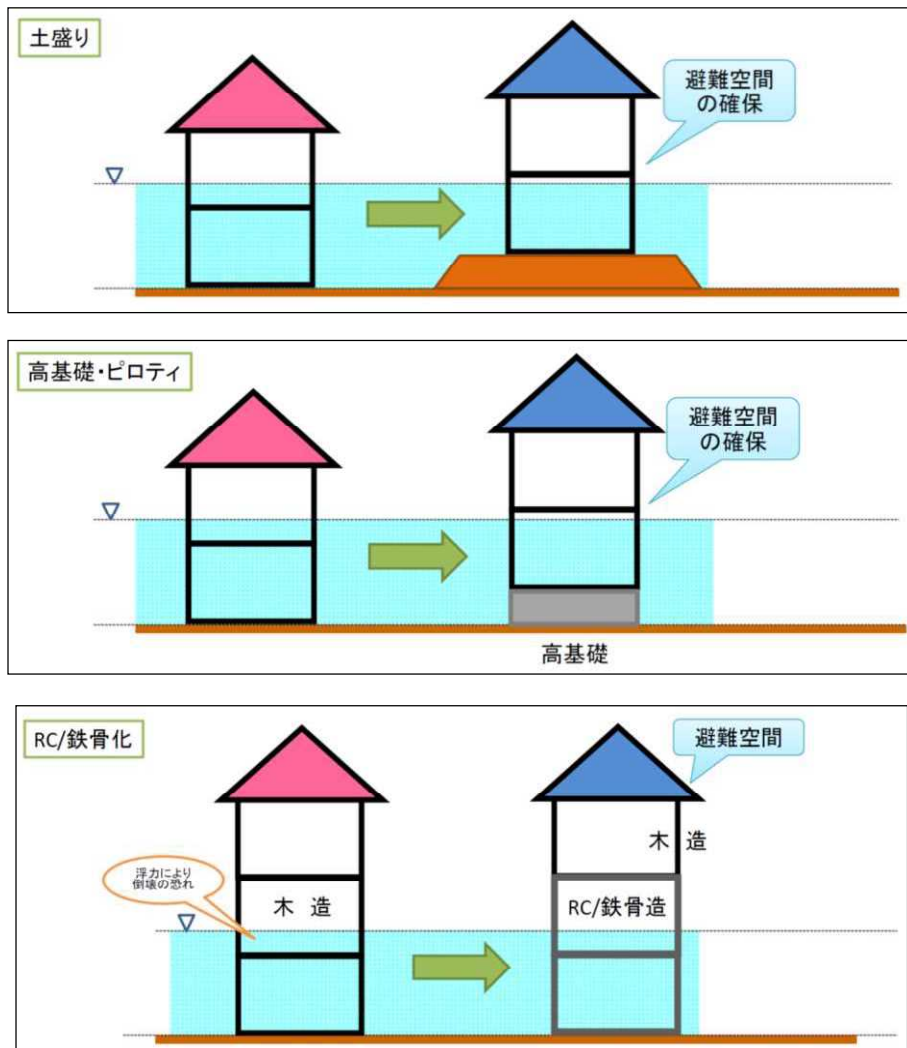 土盛り
避難空間
の確保
高基礎・ピロティ
避難空間
の確保
高基礎
RC/鉄骨化
避難空間
木 造
浮力により
倒壊の恐れ
木 造
RC/鉄骨造